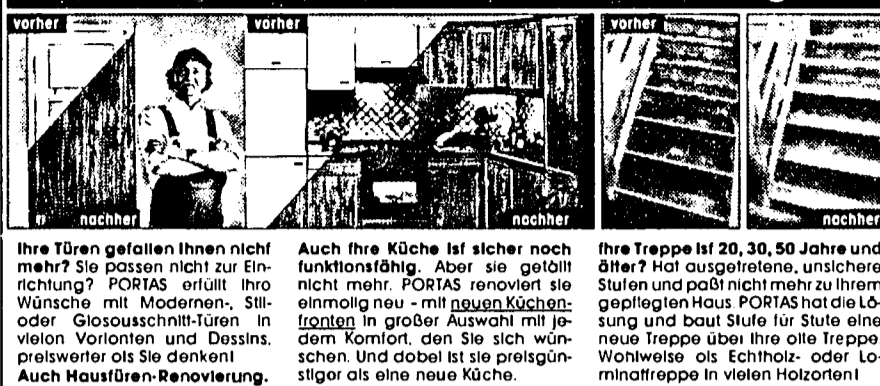 vorher
vorher
vorher
nachher
nachher
nachher
Ihre Türen gefallen Ihnen nicht
mehr? Sie passen nicht zur Ein-
richtung? PORTAS erfüllt Ihre
Wünsche mit Modernen-, Stil-
oder Glasausschnitt-Türen in
vielen Varianten und Dessins,
preiswerter als Sie denken!
Auch Haustüren-Renovierung.
Auch Ihre Küche ist sicher noch
funktionsfähig. Aber sie gefällt
nicht mehr. PORTAS renoviert sie
einmalig neu - mit neuen Küchen-
fronten in großer Auswahl mit je-
dem Komfort, den Sie sich wün-
schen. Und dabei ist sie preisgün-
stiger als eine neue Küche.
Ihre Treppe ist 20, 30, 50 Jahre und
älter? Hat ausgetretene, unsichere
Stufen und paßt nicht mehr zu Ihrem
gepflegten Haus. PORTAS hat die Lö-
sung und baut Stufe für Stufe eine
neue Treppe über Ihre alte Treppe.
Wahlweise als Echtholz- oder La-
minattreppe in vielen Holzarten!